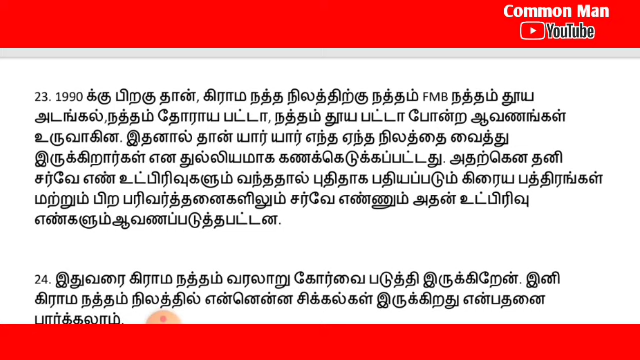 Common Man
YouTube
23. 1990 க்கு பிறகு தான், கிராம நத்த நிலத்திற்கு நத்தம் FMB நத்தம் தூய
அடங்கல்,நத்தம் தோராய பட்டா, நத்தம் தூய பட்டா போன்ற ஆவணங்கள்
உருவாகின. இதனால் தான் யார் யார் எந்த ஏந்த நிலத்தை வைத்து
இருக்கிறார்கள் என துல்லியமாக கணக்கெடுக்கப்பட்டது. அதற்கென தனி
சர்வே எண் உட்பிரிவுகளும் வந்ததால் புதிதாக பதியப்படும் கிரைய பத்திரங்கள்
மற்றும் பிற பரிவர்த்தனைகளிலும் சர்வே எண்ணும் அதன் உட்பிரிவு
எண்களும்ஆவணப்படுத்தபட்டன.
24. இதுவரை கிராம நத்தம் வரலாறு கோர்வை படுத்தி இருக்கிறேன். இனி
கிராம நத்தம் நிலத்தில் என்னென்ன சிக்கல்கள் இருக்கிறது என்பதனை
பார்க்கலாம்.